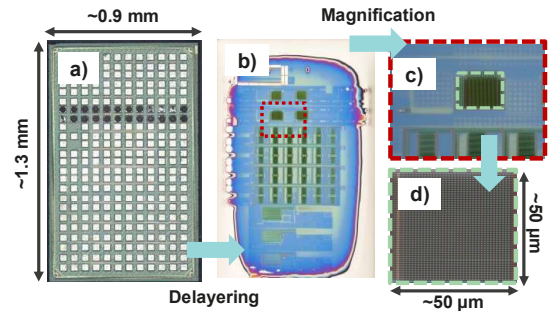 ~0.9 mm
Magnification
a)
b)
c)
~1.3 mm
d)
~50 µm
Delayering
~50 µm